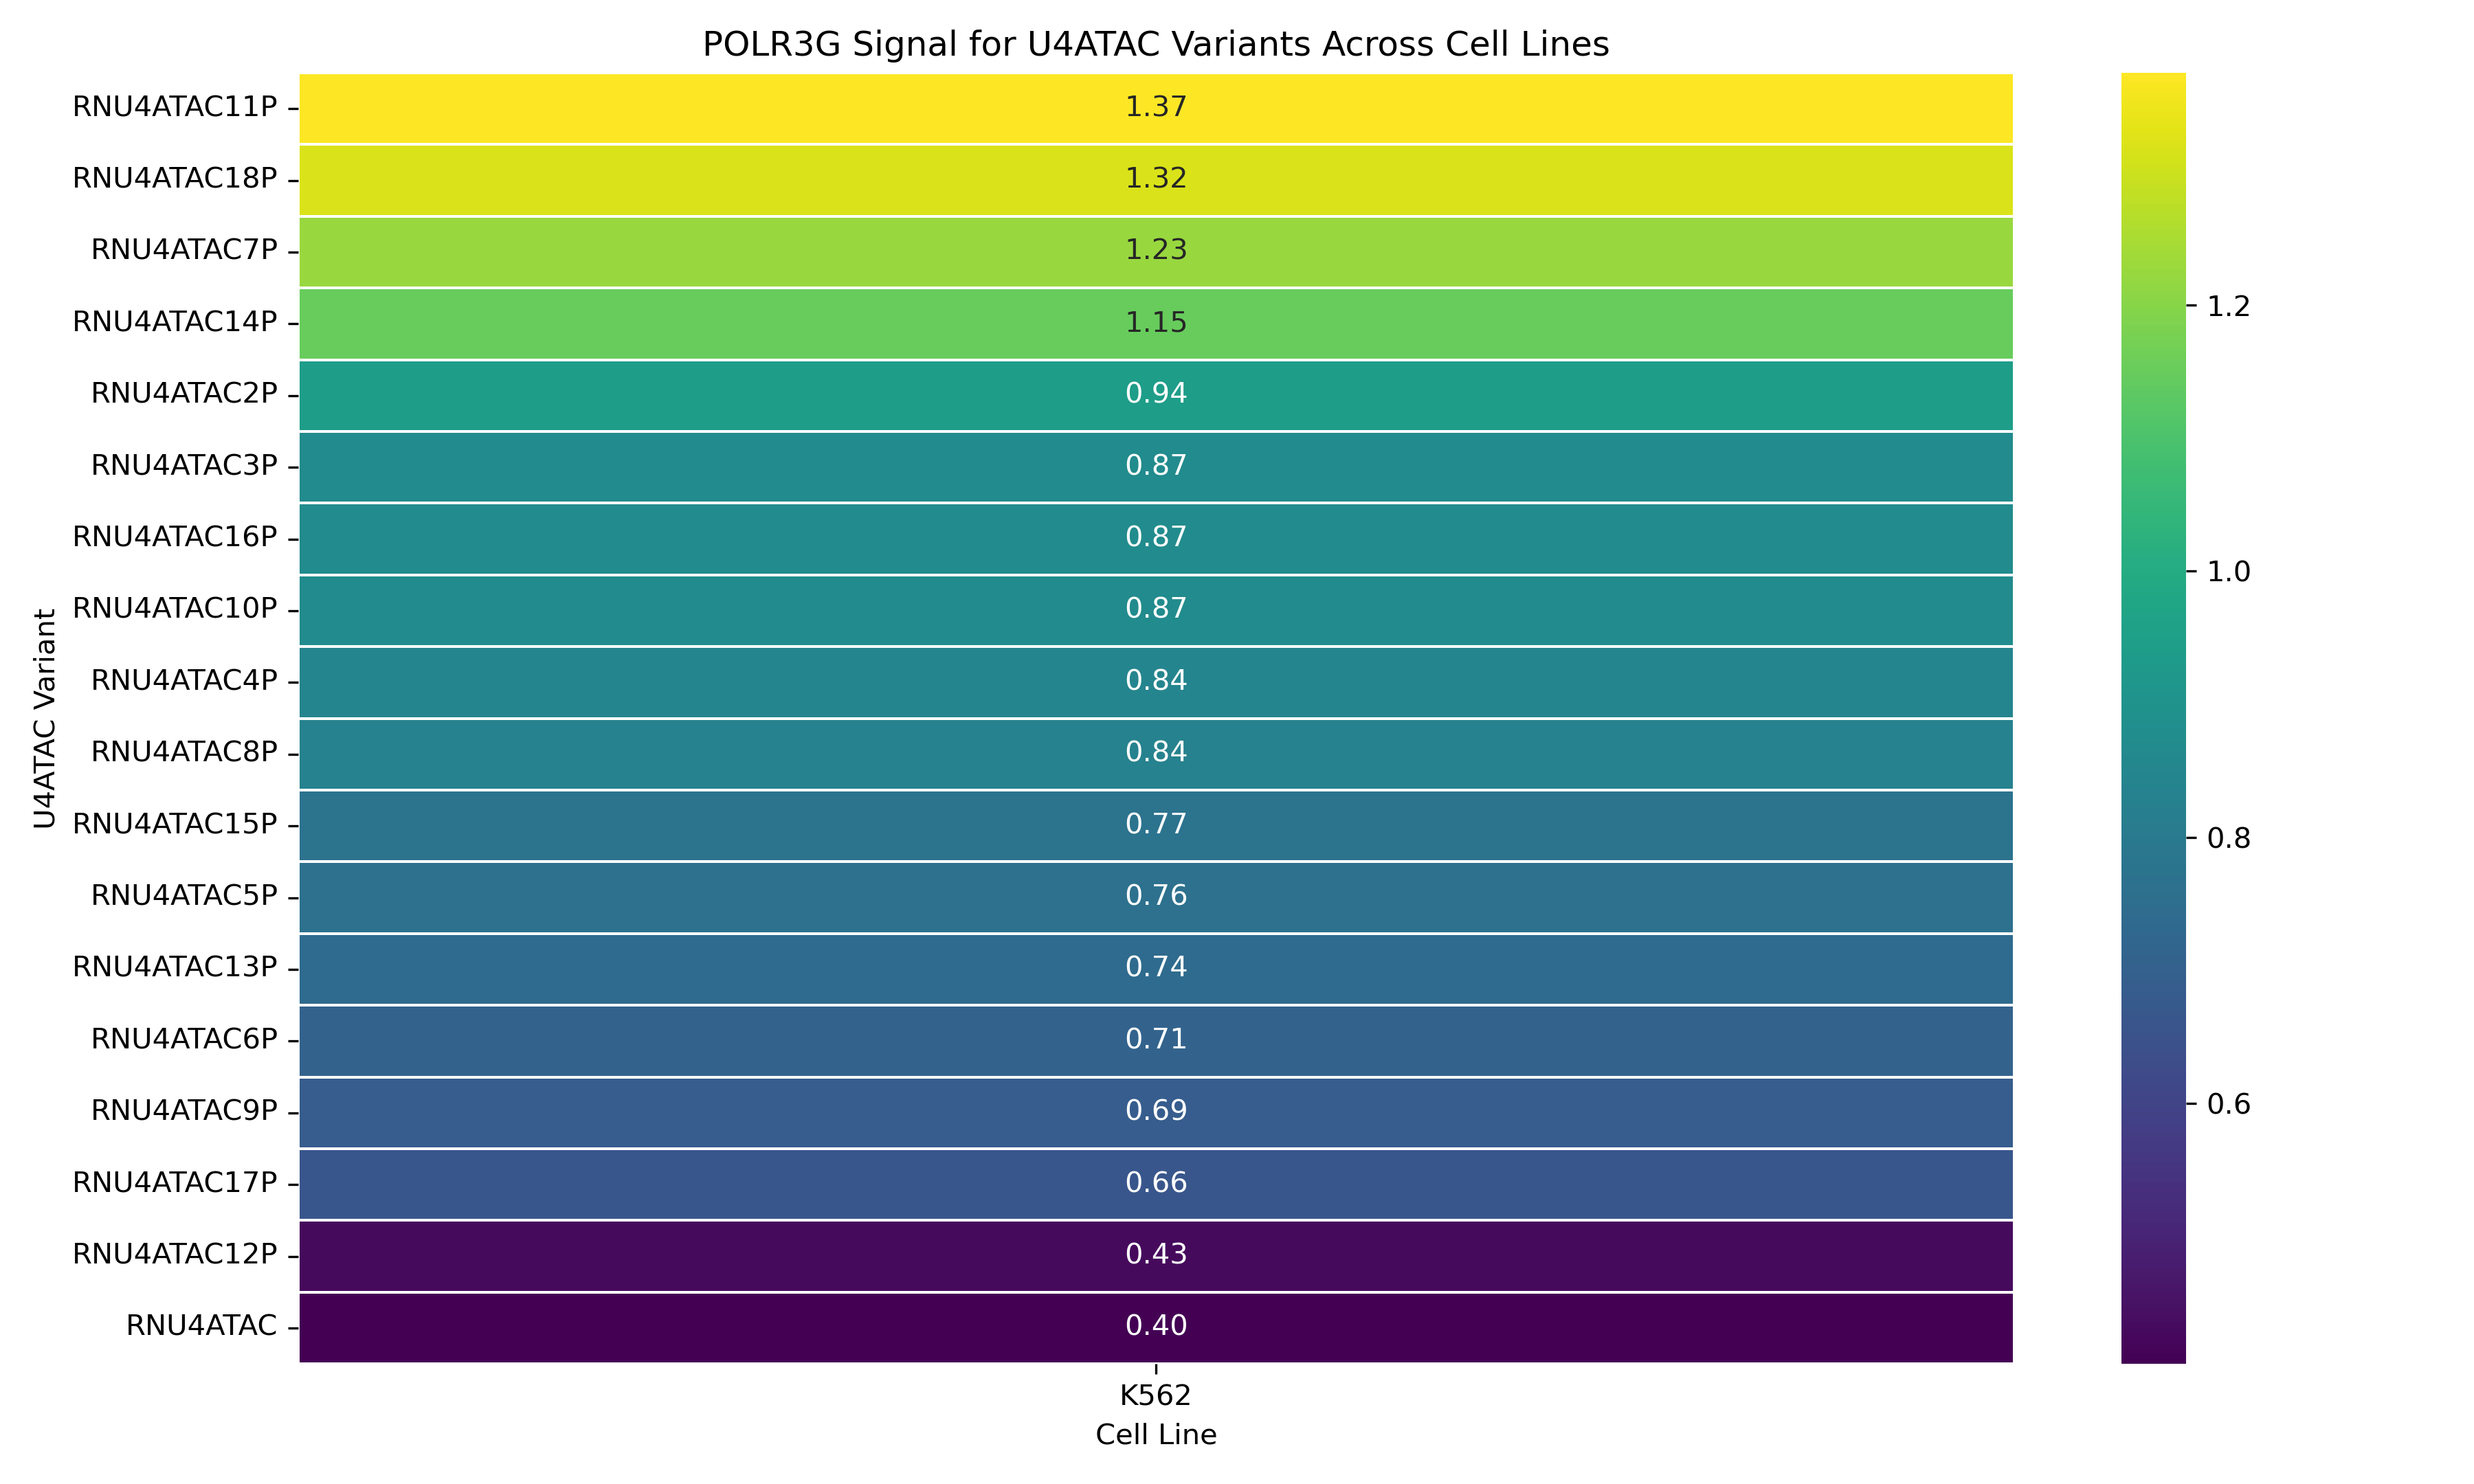 POLR3G Signal for U4ATAC Variants Across Cell Lines
U4ATAC Variant
RNU4ATAC11P 1.37
RNU4ATAC18P 1.32
RNU4ATAC7P 1.23
RNU4ATAC14P 1.15
RNU4ATAC2P 0.94
RNU4ATAC3P 0.87
RNU4ATAC16P 0.87
RNU4ATAC10P 0.87
RNU4ATAC4P 0.84
RNU4ATAC8P 0.84
RNU4ATAC15P 0.77
RNU4ATAC5P 0.76
RNU4ATAC13P 0.74
RNU4ATAC6P 0.71
RNU4ATAC9P 0.69
RNU4ATAC17P 0.66
RNU4ATAC12P 0.43
RNU4ATAC 0.40
K562
Cell Line
1.2
1.0
0.8
0.6